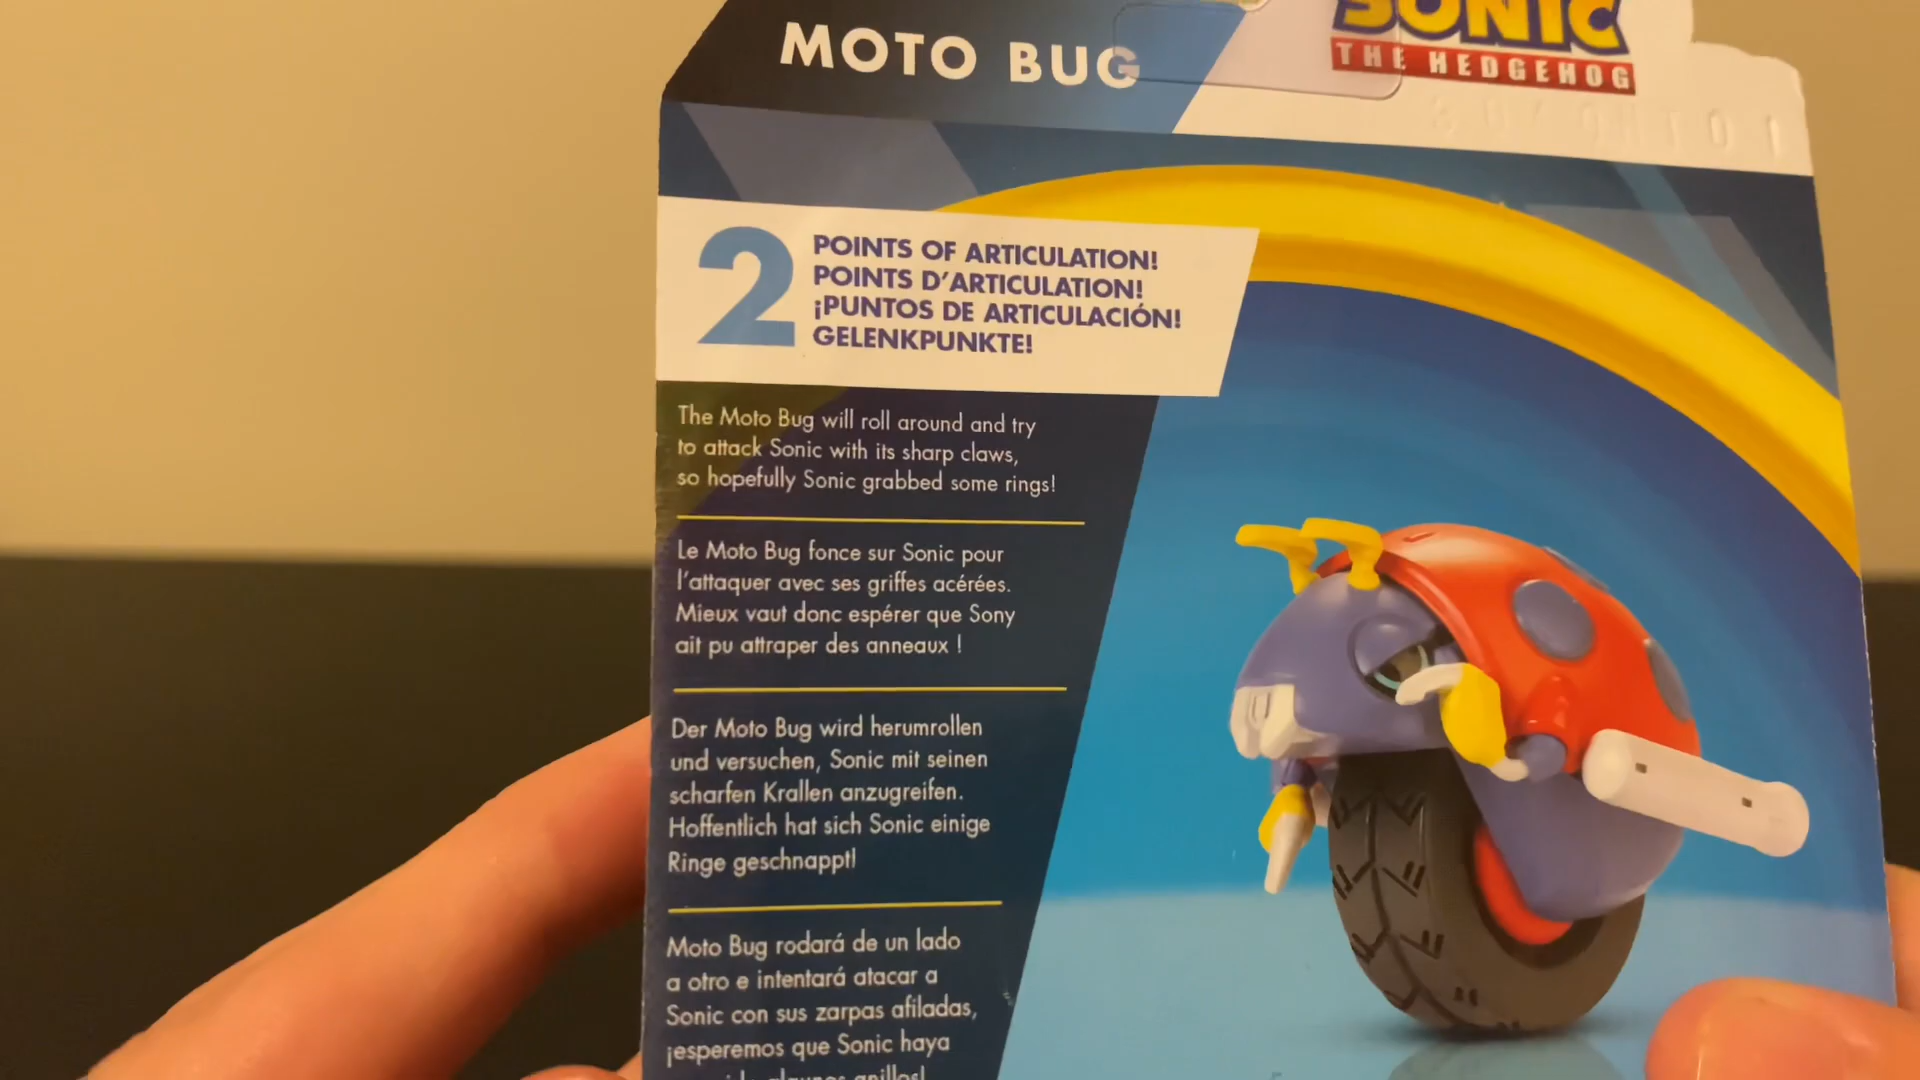 MOTO BUG
SONIC
THE HEDGEHOG
2
POINTS OF ARTICULATION!
POINTS D'ARTICULATION!
¡PUNTOS DE ARTICULACIÓN!
GELENKPUNKTE!
The Moto Bug will roll around and try
to attack Sonic with its sharp claws,
so hopefully Sonic grabbed some rings!
Le Moto Bug fonce sur Sonic pour
l'attaquer avec ses griffes acérées.
Mieux vaut donc espérer que Sony
ait pu attraper des anneaux !
Der Moto Bug wird herumrollen
und versuchen, Sonic mit seinen
scharfen Krallen anzugreifen.
Hoffentlich hat sich Sonic einige
Ringe geschnappt!
Moto Bug rodará de un lado
a otro e intentará atacar a
Sonic con sus zarpas afiladas,
¡esperemos que Sonic haya
algunos anillos!